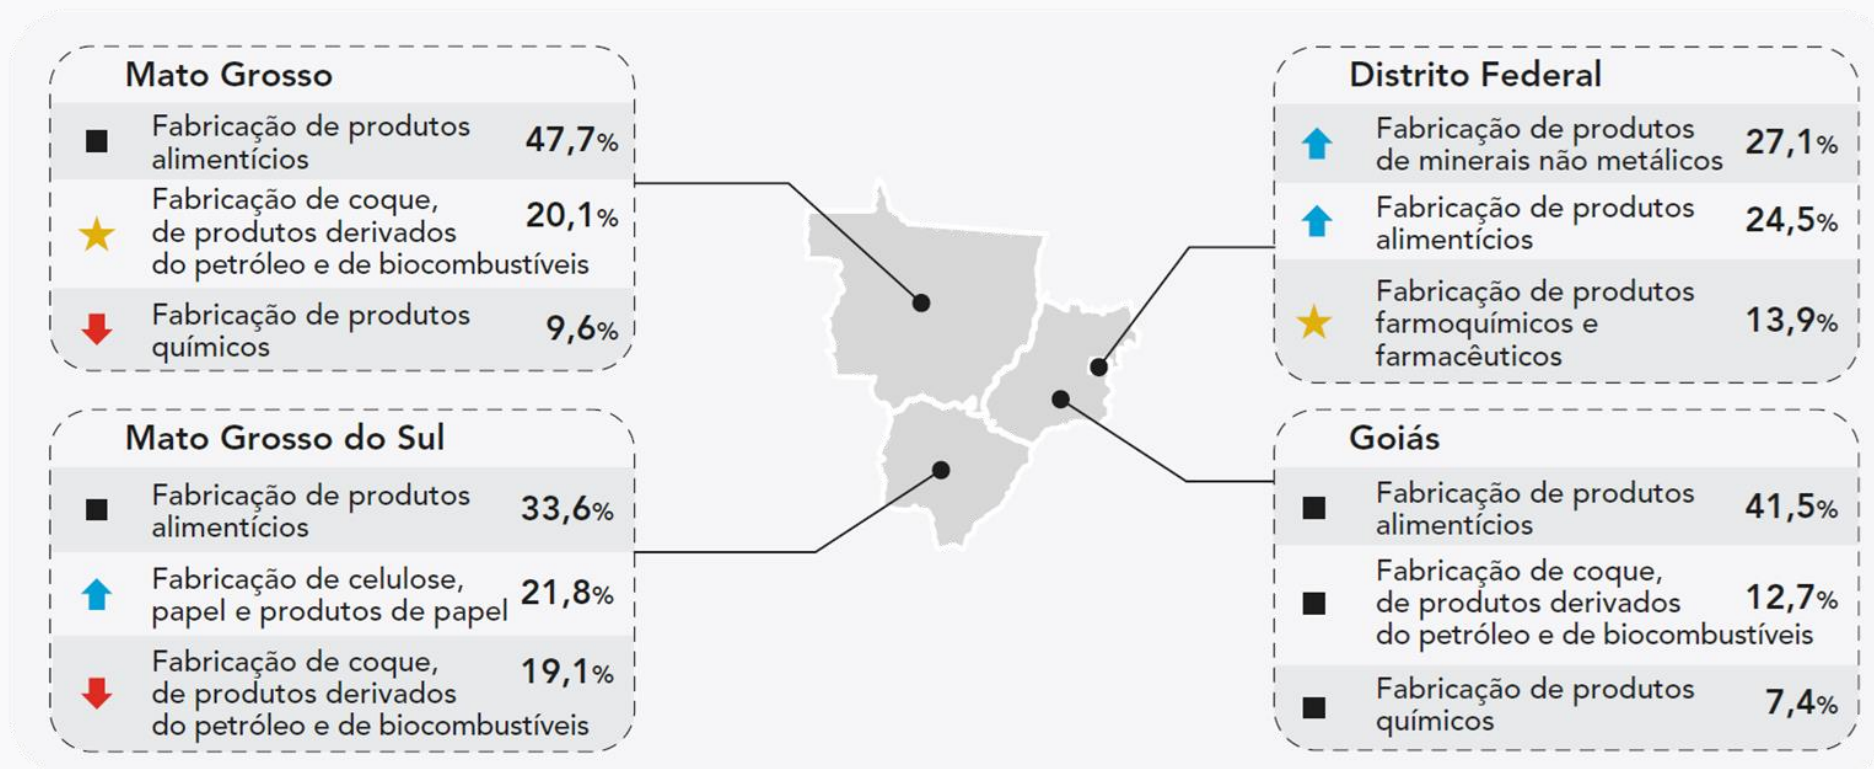 Mato Grosso
Fabricação de produtos
alimentícios
47,7%
Fabricação de coque,
de produtos derivados
do petróleo e de biocombustíveis
20,1%
Fabricação de produtos
químicos
9,6%
Mato Grosso do Sul
Fabricação de produtos
alimentícios
33,6%
Fabricação de celulose,
papel e produtos de papel
21,8%
Fabricação de coque,
de produtos derivados
do petróleo e de biocombustíveis
19,1%
Distrito Federal
Fabricação de produtos
de minerais não metálicos
27,1%
Fabricação de produtos
alimentícios
24,5%
Fabricação de produtos
farmoquímicos e
farmacêuticos
13,9%
Goiás
Fabricação de produtos
alimentícios
41,5%
Fabricação de coque,
de produtos derivados
do petróleo e de biocombustíveis
12,7%
Fabricação de produtos
químicos
7,4%